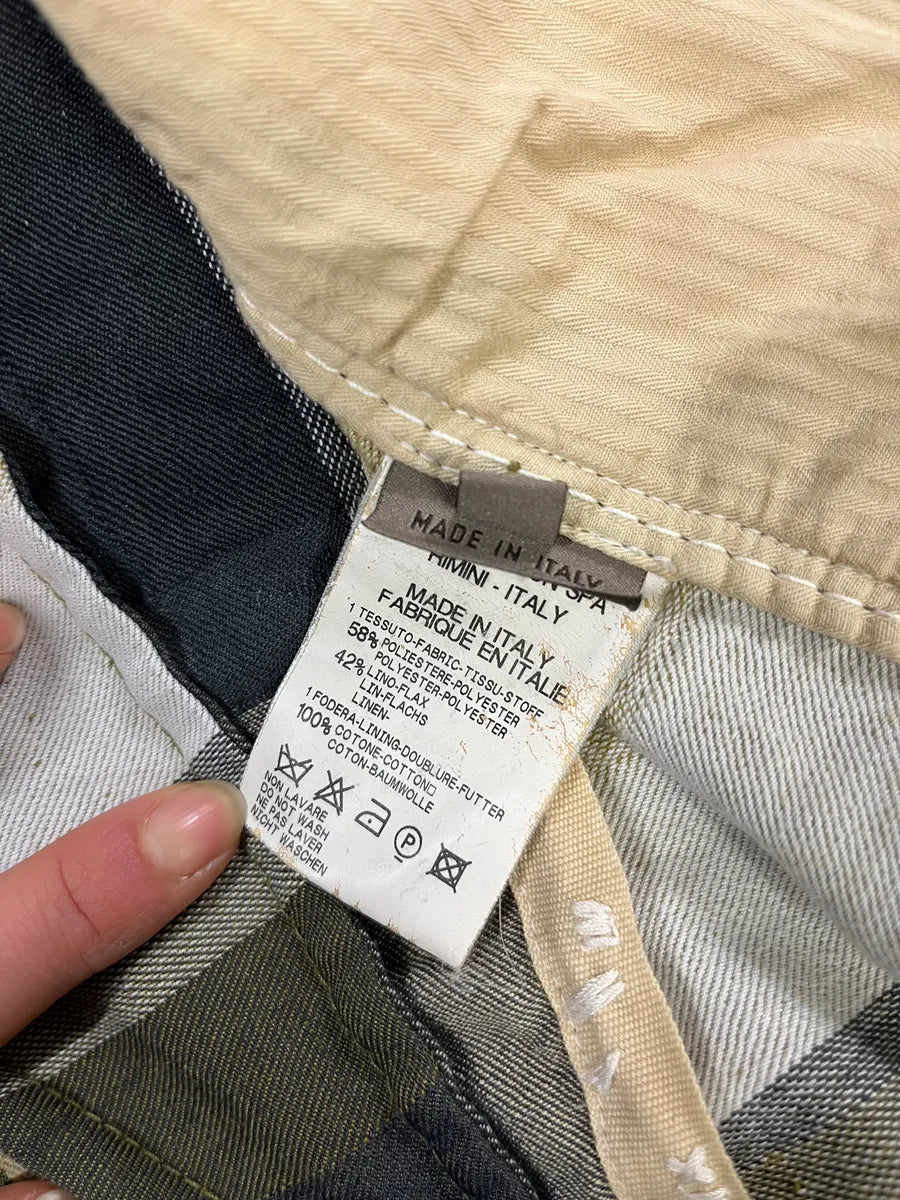 MADE IN ITALY
SPA
RIMINI - ITALY
MADE IN ITALY
FABRIQUE EN ITALIE
1 TESSUTO-FABRIC-TISSU-STOFF
58% POLIESTERE-POLYESTER
POLYESTER-POLYESTER
42% LINO-FLAX
LIN-FLACHS
LINEN-
1 FODERA-LINING-DOUBLURE-FUTTER
100% COTONE-COTTON
COTON-BAUMWOLLE
P
NON LAVARE
DO NOT WASH
NE PAS LAVER
NICHT WASCHEN